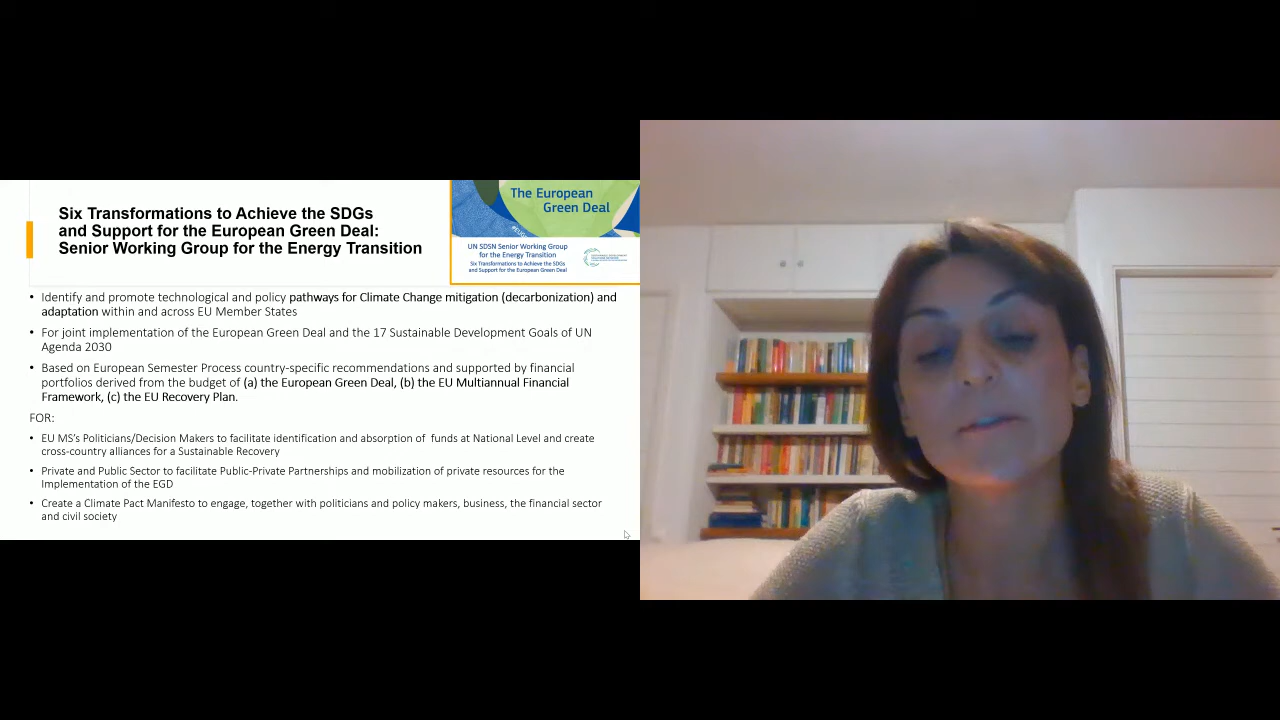 Six Transformations to Achieve the SDGs
and Support for the European Green Deal:
Senior Working Group for the Energy Transition
The European
Green Deal
UN SDSN Senior Working Group
for the Energy Transition
Six Transformations to Achieve the SDGs
and Support for the European Green Deal
• Identify and promote technological and policy pathways for Climate Change mitigation (decarbonization) and
adaptation within and across EU Member States
• For joint implementation of the European Green Deal and the 17 Sustainable Development Goals of UN
Agenda 2030
• Based on European Semester Process country-specific recommendations and supported by financial
portfolios derived from the budget of (a) the European Green Deal, (b) the EU Multiannual Financial
Framework, (c) the EU Recovery Plan.
FOR:
• EU MS's Politicians/Decision Makers to facilitate identification and absorption of funds at National Level and create
cross-country alliances for a Sustainable Recovery
• Private and Public Sector to facilitate Public-Private Partnerships and mobilization of private resources for the
Implementation of the EGD
• Create a Climate Pact Manifesto to engage, together with politicians and policy makers, business, the financial sector
and civil society